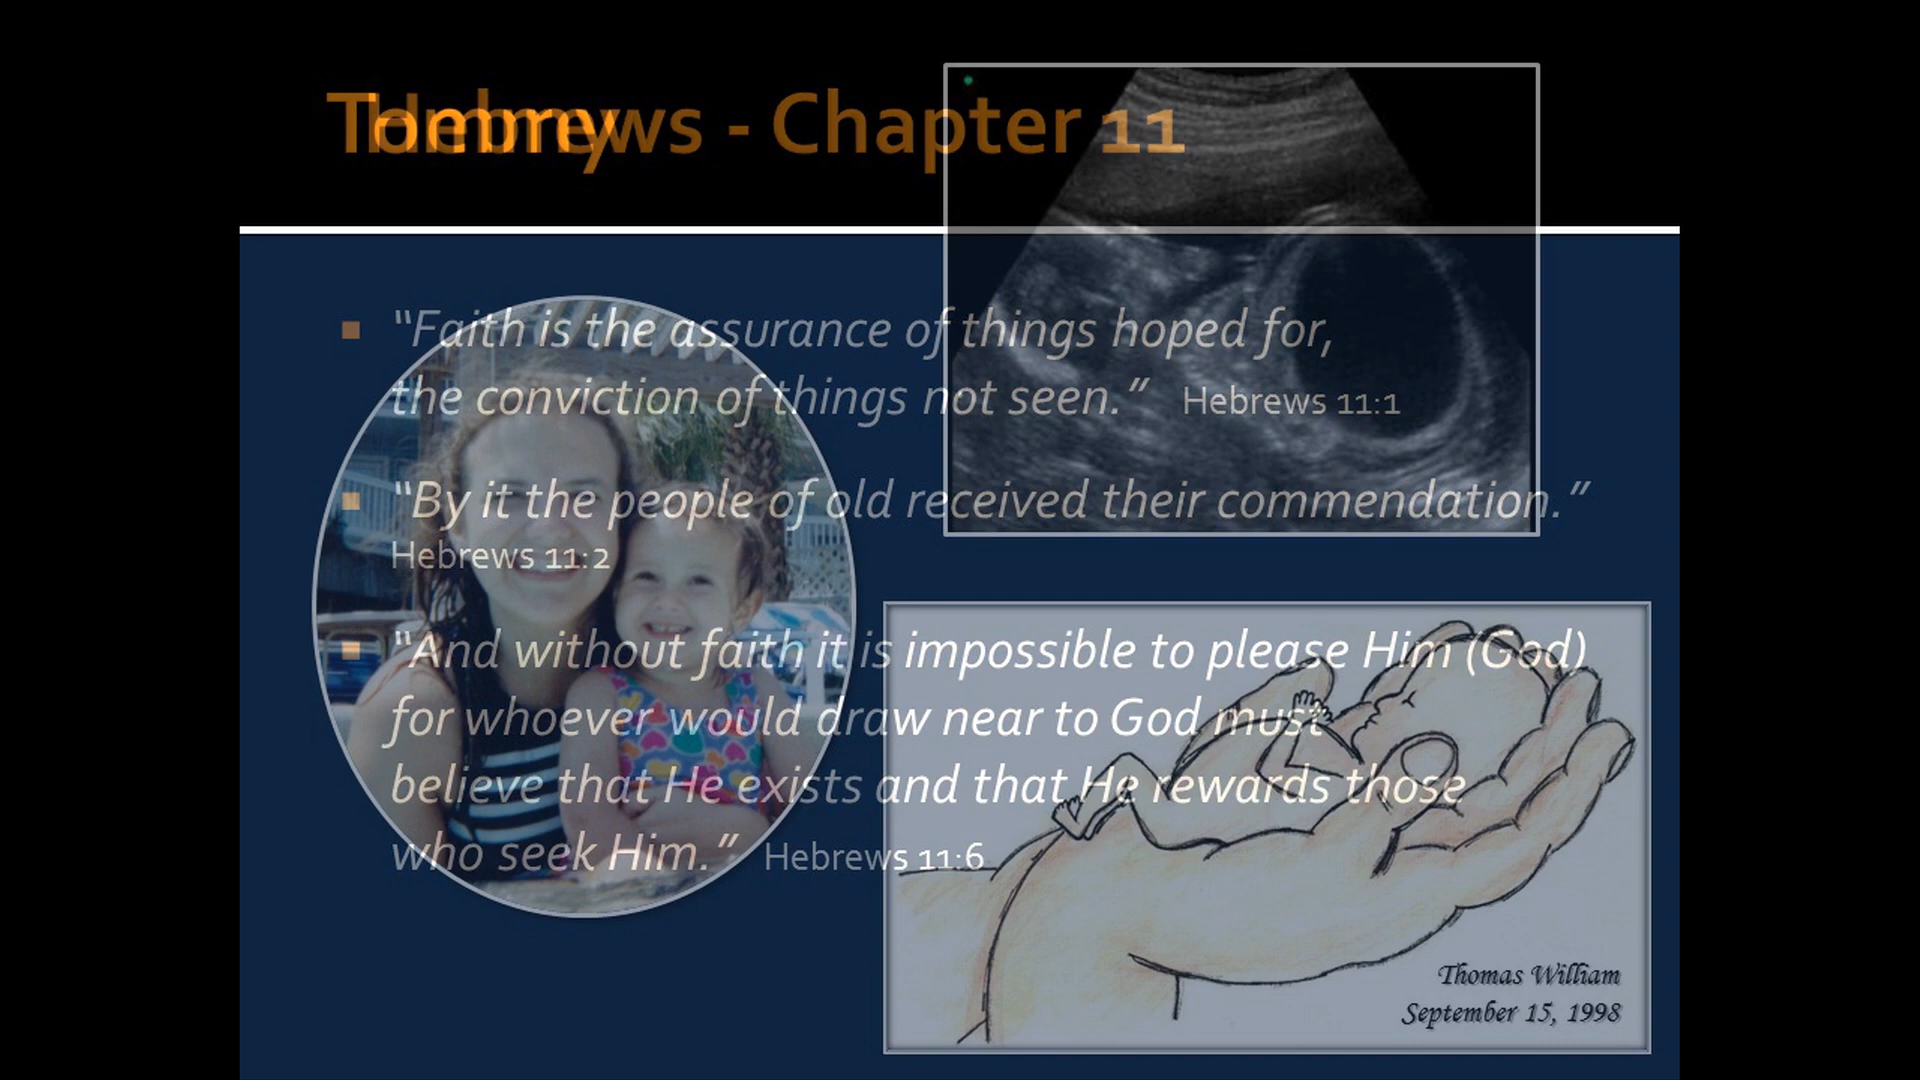 Tommy
Hebrews - Chapter 11
“Faith is the assurance of things hoped for,
the conviction of things not seen.” Hebrews 11:1
“By it the people of old received their commendation.”
Hebrews 11:2
“And without faith it is impossible to please Him (God)
for whoever would draw near to God must
believe that He exists and that He rewards those
who seek Him.” Hebrews 11:6
Thomas William
September 15, 1998